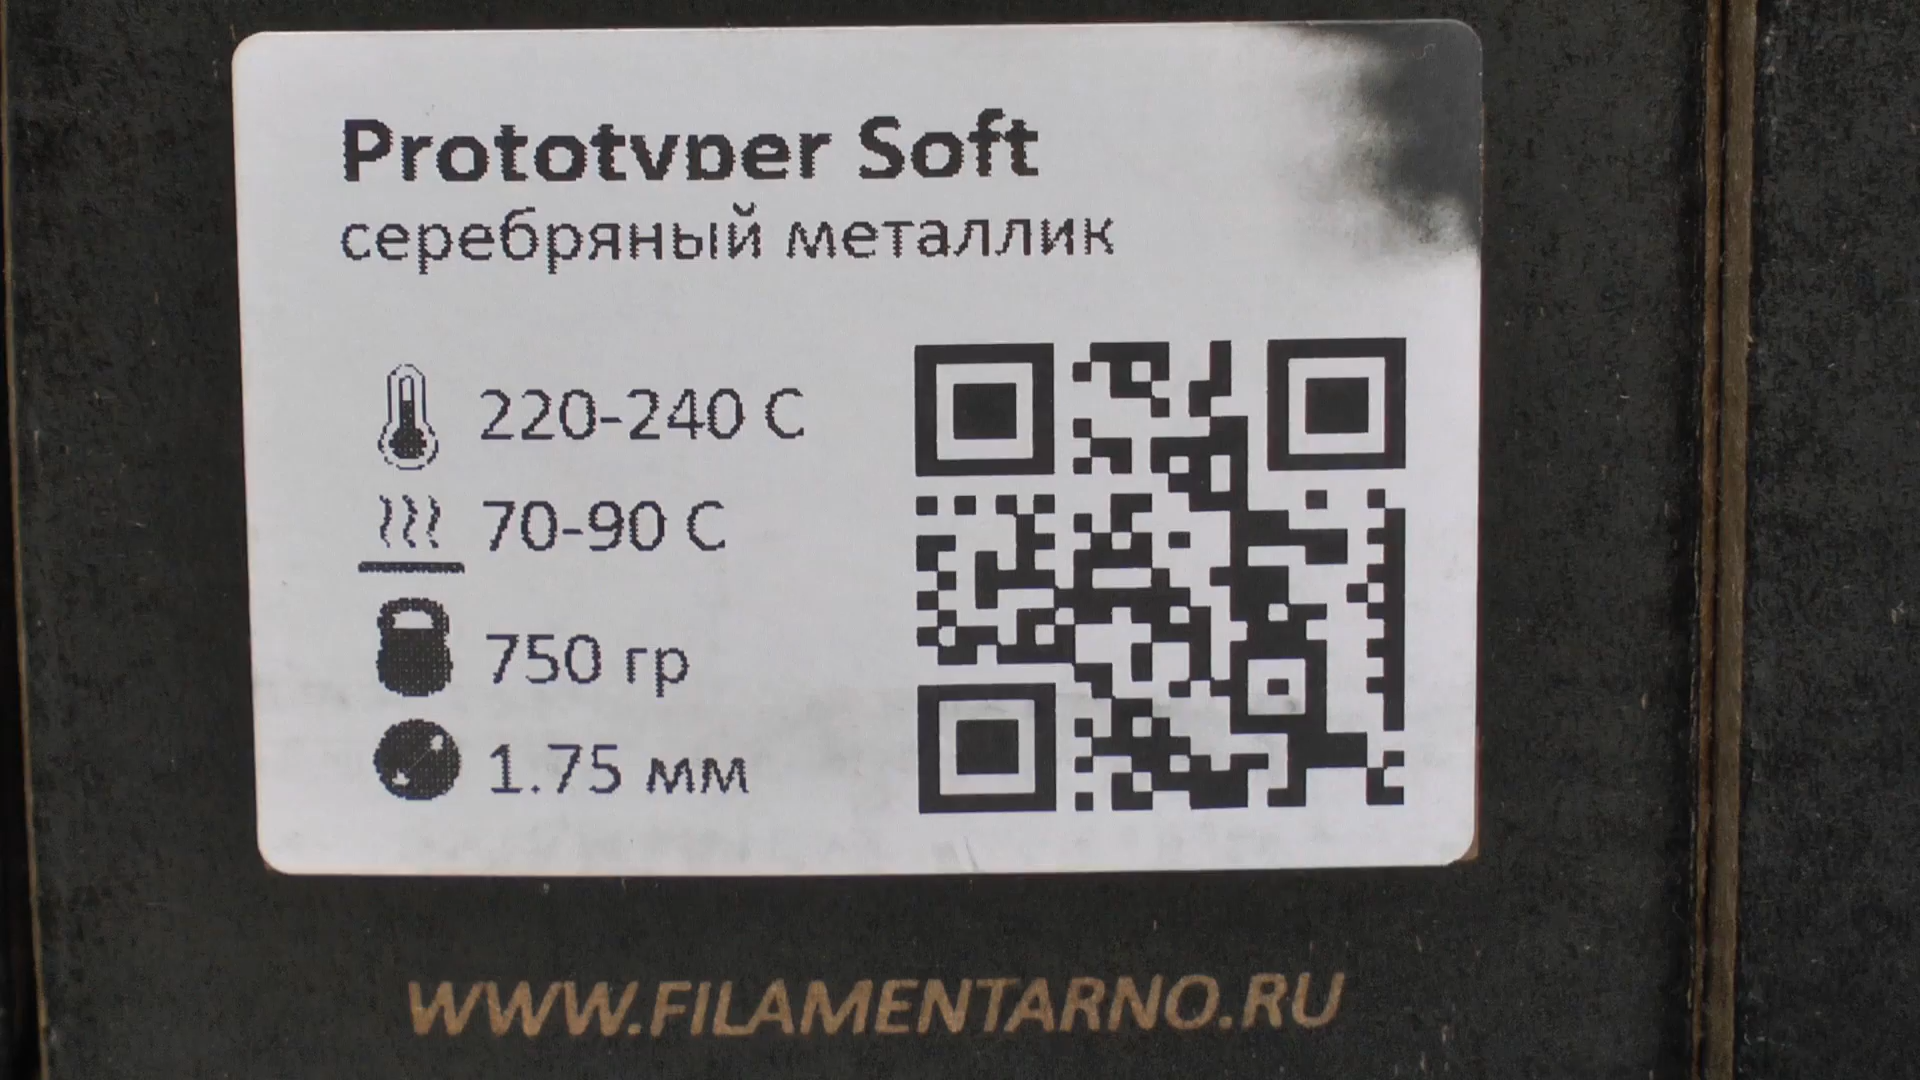 Prototyper Soft
серебряный металлик
220-240 C
70-90 C
750 гр
1.75 мм
WWW.FILAMENTARNO.RU